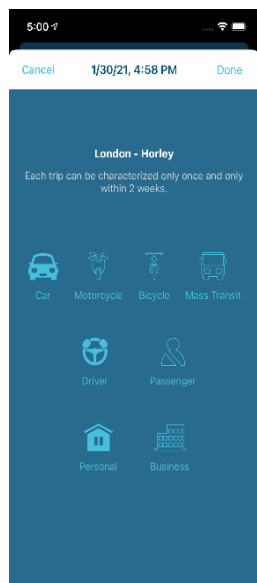 5:00
Cancel 1/30/21, 4:58 PM Done
London - Horley
Each trip can be characterized only once and only
within 2 weeks.
Car Motorcycle Bicycle Mass Transit
Driver Passenger
Personal Business